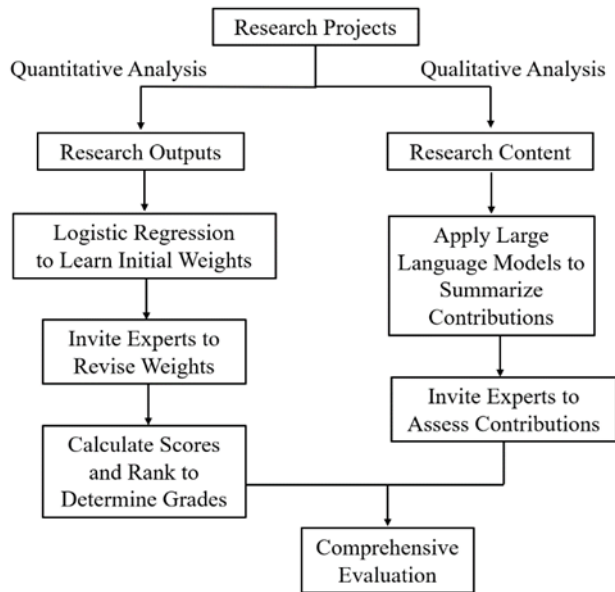 Research Projects
Quantitative Analysis
Qualitative Analysis
Research Outputs
Research Content
Logistic Regression
to Learn Initial Weights
Apply Large
Language Models to
Summarize
Contributions
Invite Experts to
Revise Weights
Invite Experts to
Assess Contributions
Calculate Scores
and Rank to
Determine Grades
Comprehensive
Evaluation